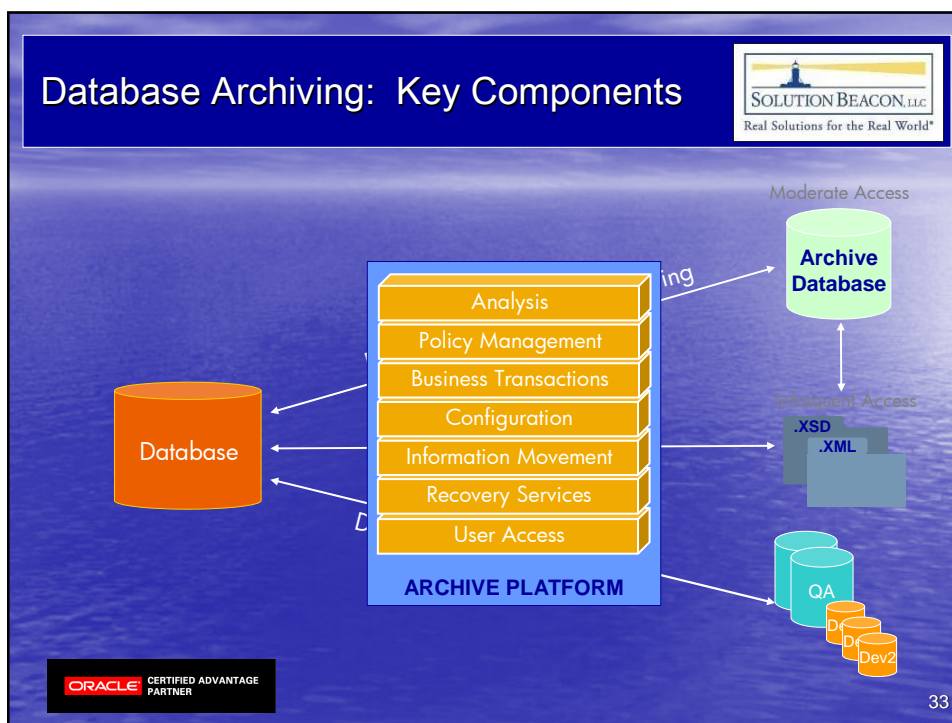 Database Archiving: Key Components
SOLUTION BEACON, LLC
Real Solutions for the Real World®
Moderate Access
Archive
Database
Analysis
Policy Management
Business Transactions
Configuration
Information Movement
Recovery Services
User Access
ARCHIVE PLATFORM
Database
Access
.XSD
.XML
QA
Dev2
ORACLE
CERTIFIED ADVANTAGE
PARTNER
33